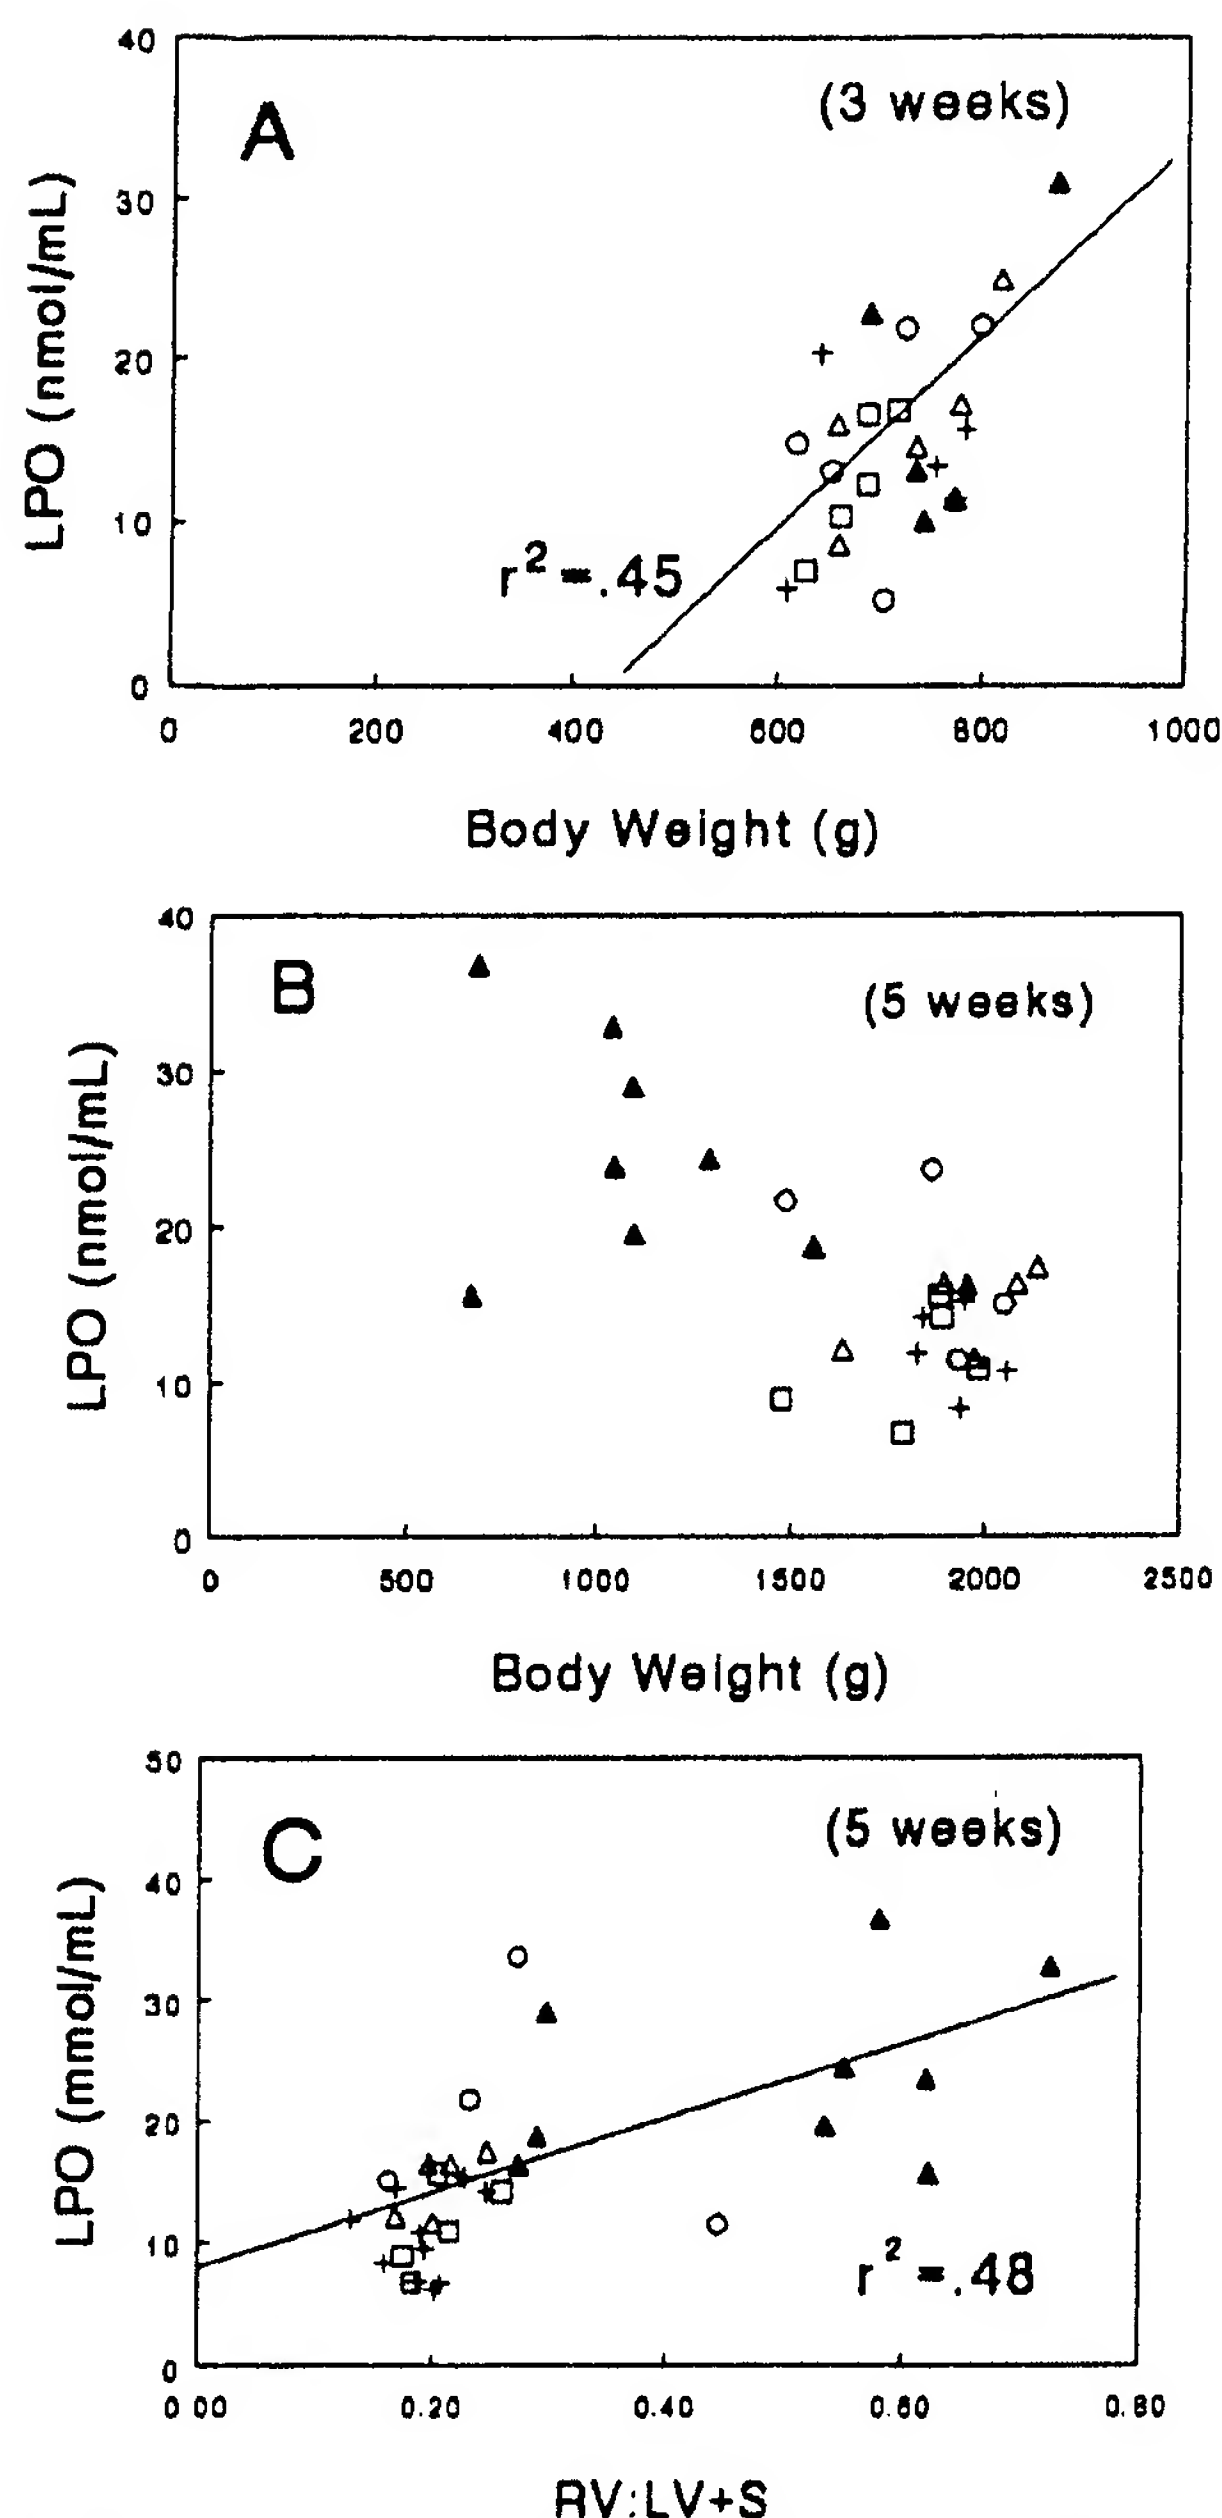 40
(3 weeks)
A
30
20
10
0
LPO (nmol/mL)
r2=.45
0 200 400 600 800 1000
Body Weight (g)
40
B
(5 weeks)
30
20
10
0
LPO (nmol/mL)
0 500 1000 1500 2000 2500
Body Weight (g)
50
(5 weeks)
C
40
30
20
10
0
LPO (mmol/mL)
r2=.48
0 00 0.20 0.40 0.60 0.80
RV:LV+S